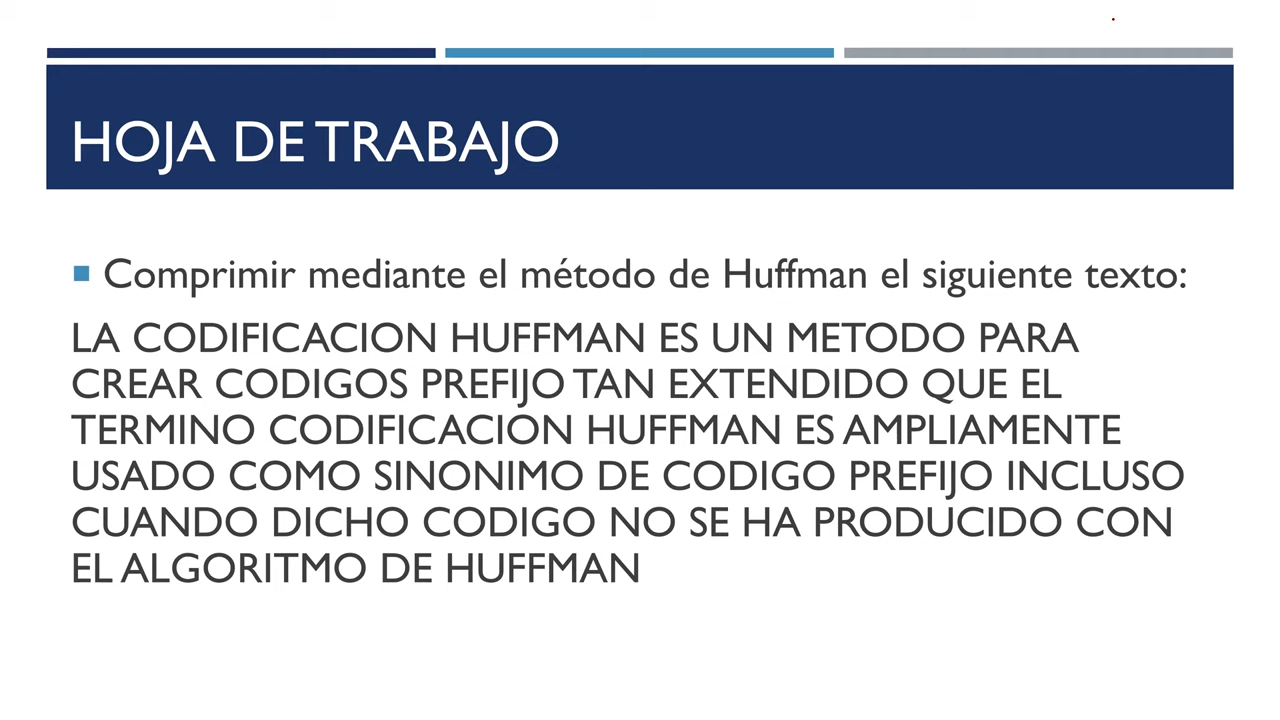 HOJA DE TRABAJO
Comprimir mediante el método de Huffman el siguiente texto:
LA CODIFICACION HUFFMAN ES UN METODO PARA
CREAR CODIGOS PREFIJO TAN EXTENDIDO QUE EL
TERMINO CODIFICACION HUFFMAN ES AMPLIAMENTE
USADO COMO SINONIMO DE CODIGO PREFIJO INCLUSO
CUANDO DICHO CODIGO NO SE HA PRODUCIDO CON
EL ALGORITMO DE HUFFMAN